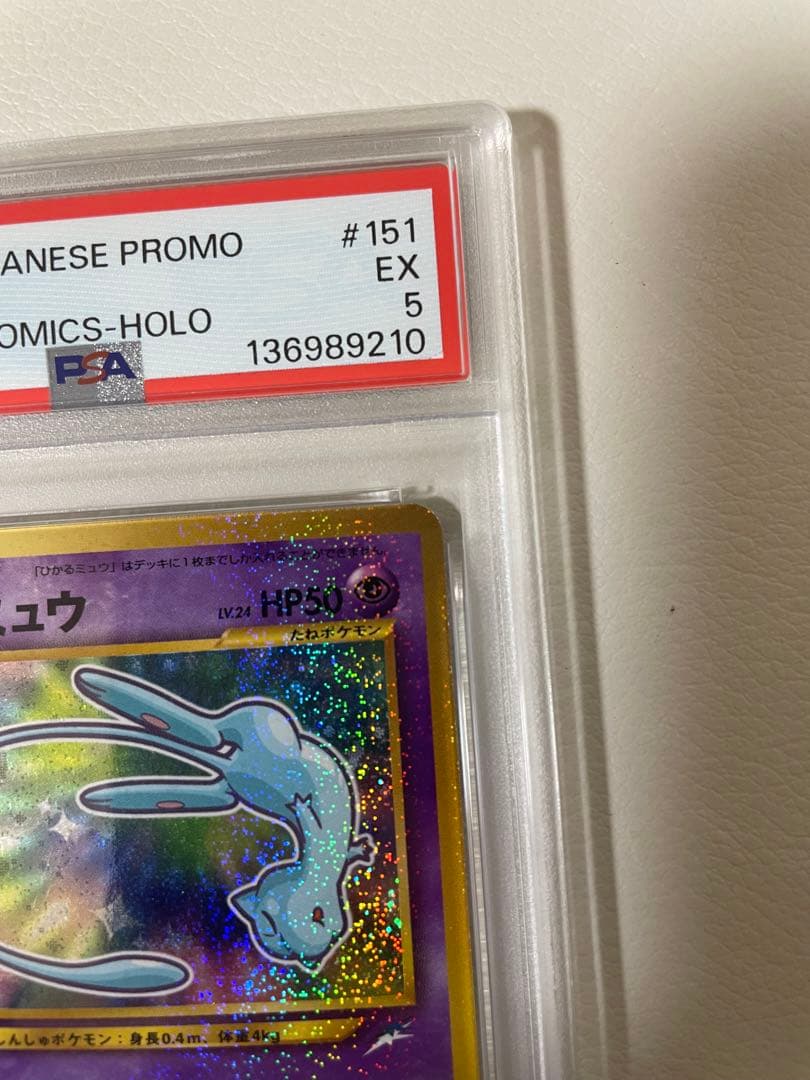 ANESE PROMO #151
EX
OMICS-HOLO 5
136989210
PSA
「ひかるミュウ」はデッキに1枚までしか入れることができません。
ミュウ LV.24 HP50
たねポケモン
しんしゅポケモン：身長0.4m、体重4kg